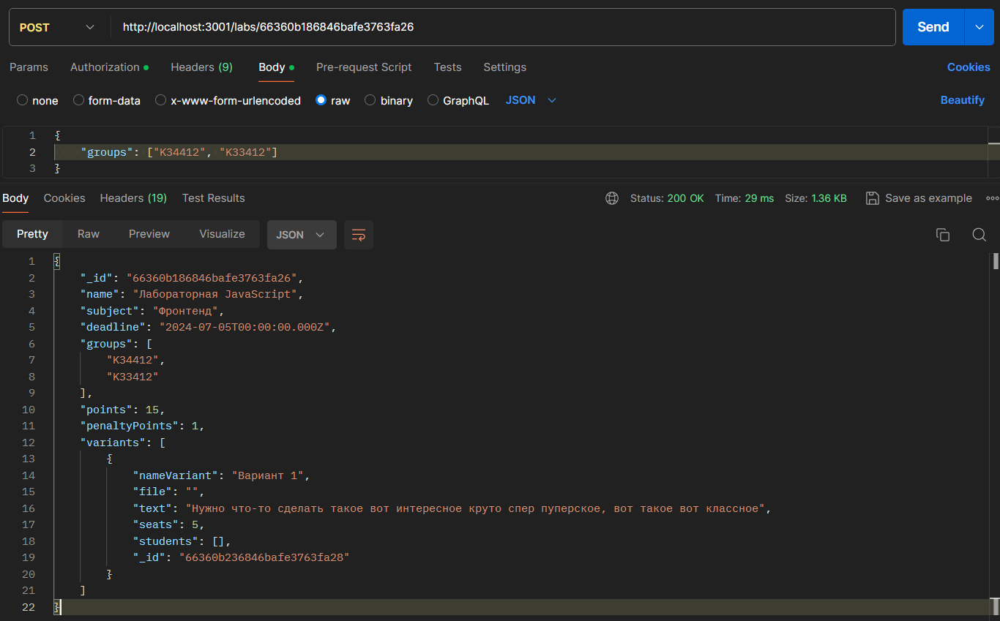 POST http://localhost:3001/labs/66360b186846bafe3763fa26 Send
Params Authorization Headers (9) Body Pre-request Script Tests Settings Cookies
none form-data x-www-form-urlencoded raw binary GraphQL JSON Beautify
1 {
2 "groups": ["K34412", "K33412"]
3 }
Body Cookies Headers (19) Test Results Status: 200 OK Time: 29 ms Size: 1.36 KB Save as example
Pretty Raw Preview Visualize JSON
1 {
2 "_id": "66360b186846bafe3763fa26",
3 "name": "Лабораторная JavaScript",
4 "subject": "Фронтенд",
5 "deadline": "2024-07-05T00:00:00.000Z",
6 "groups": [
7 "K34412",
8 "K33412"
9 ],
10 "points": 15,
11 "penaltyPoints": 1,
12 "variants": [
13 {
14 "nameVariant": "Вариант 1",
15 "file": "",
16 "text": "Нужно что-то сделать такое вот интересное круто спер пуперское, вот такое вот классное",
17 "seats": 5,
18 "students": [],
19 "_id": "66360b236846bafe3763fa28"
20 }
21 ]
22 }